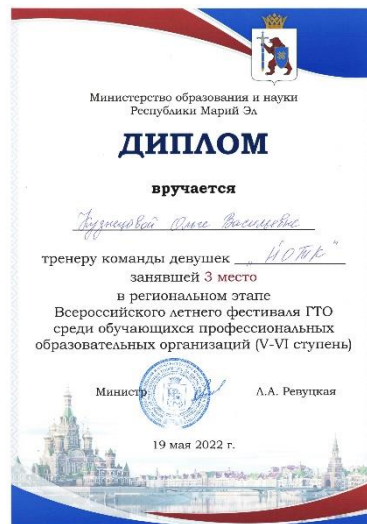 Министерство образования и науки
Республики Марий Эл
ДИПЛОМ
вручается
Кузнецовой Ольге Васильевне
тренеру команды девушек „ЙОТК“
занявшей 3 место
в региональном этапе
Всероссийского летнего фестиваля ГТО
среди обучающихся профессиональных
образовательных организаций (V-VI ступень)
Министр Л.А. Ревуцкая
19 мая 2022 г.